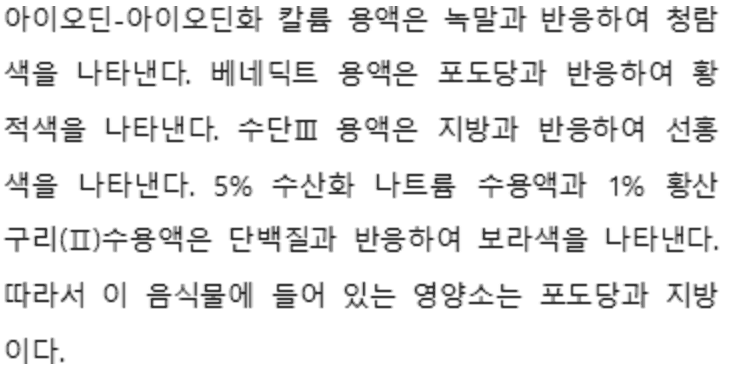 아이오딘-아이오딘화 칼륨 용액은 녹말과 반응하여 청람
색을 나타낸다. 베네딕트 용액은 포도당과 반응하여 황
적색을 나타낸다. 수단Ⅲ 용액은 지방과 반응하여 선홍
색을 나타낸다. 5% 수산화 나트륨 수용액과 1% 황산
구리(Ⅱ)수용액은 단백질과 반응하여 보라색을 나타낸다.
따라서 이 음식물에 들어 있는 영양소는 포도당과 지방
이다.